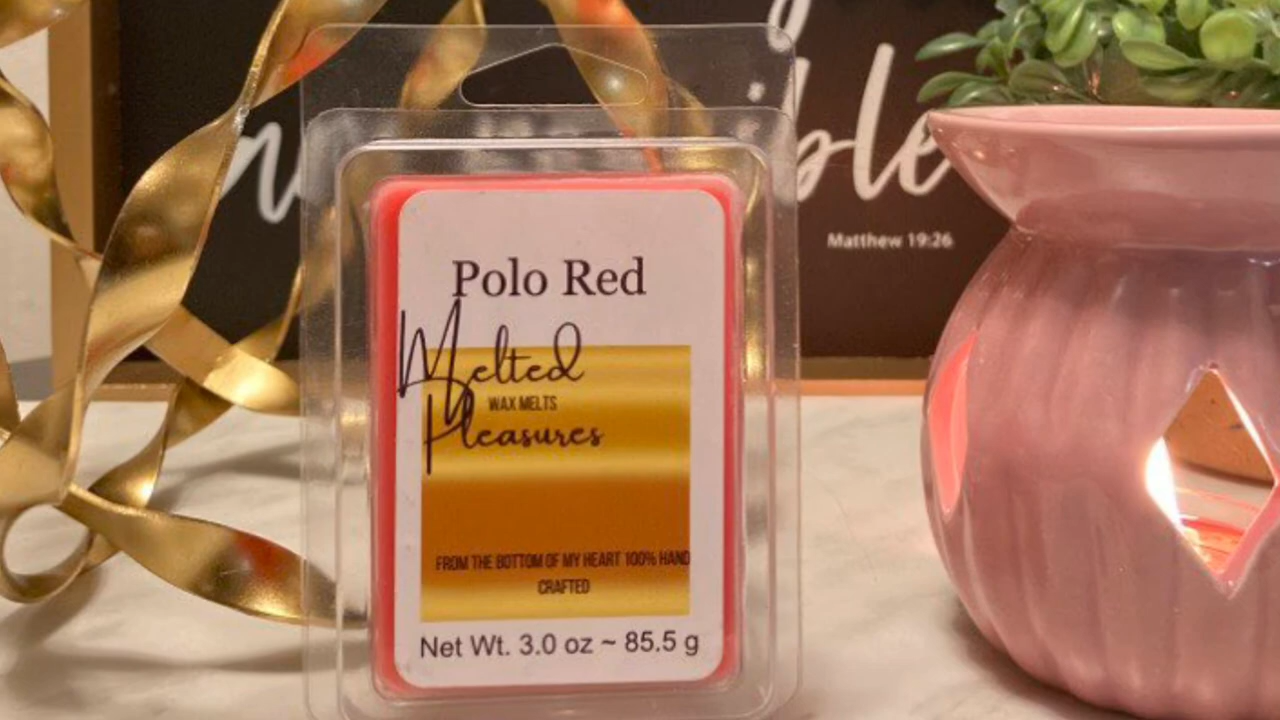 Matthew 19:26
Polo Red
Melted
WAX MELTS
Pleasures
FROM THE BOTTOM OF MY HEART 100% HAND
CRAFTED
Net Wt. 3.0 oz ~ 85.5 g